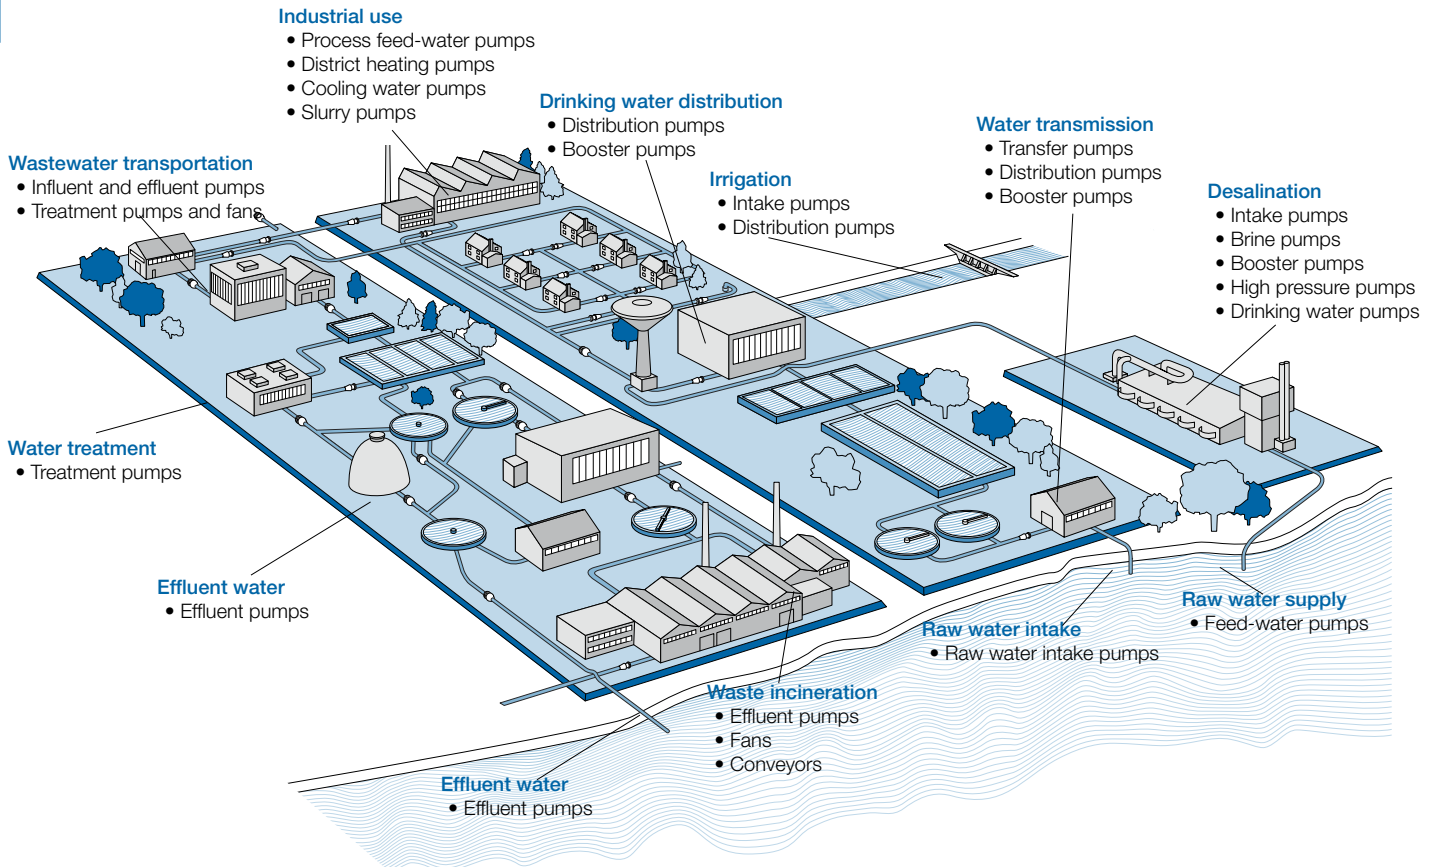 Industrial use
• Process feed-water pumps
• District heating pumps
• Cooling water pumps
• Slurry pumps
Drinking water distribution
• Distribution pumps
• Booster pumps
Water transmission
• Transfer pumps
• Distribution pumps
• Booster pumps
Wastewater transportation
• Influent and effluent pumps
• Treatment pumps and fans
Irrigation
• Intake pumps
• Distribution pumps
Desalination
• Intake pumps
• Brine pumps
• Booster pumps
• High pressure pumps
• Drinking water pumps
Water treatment
• Treatment pumps
Effluent water
• Effluent pumps
Raw water supply
• Feed-water pumps
Raw water intake
• Raw water intake pumps
Waste incineration
• Effluent pumps
• Fans
• Conveyors
Effluent water
• Effluent pumps